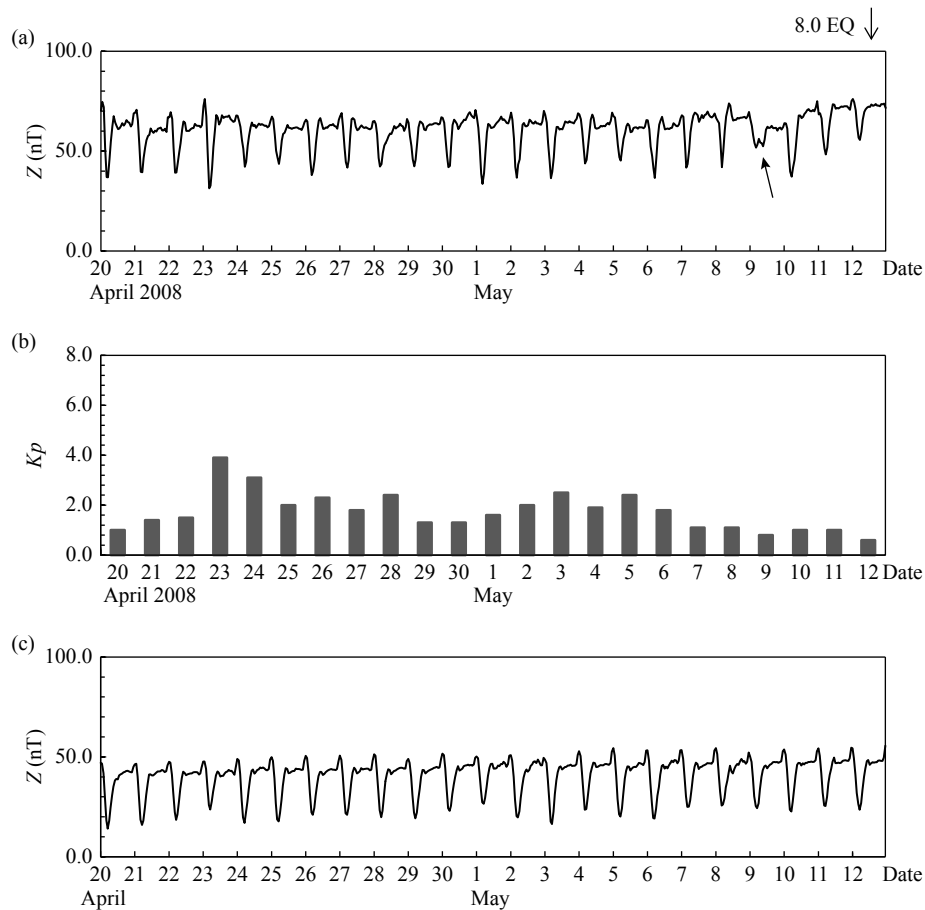 8.0 EQ
(a)
100.0
Z (nT)
50.0
0.0
20 21 22 23 24 25 26 27 28 29 30 1 2 3 4 5 6 7 8 9 10 11 12 Date
April 2008 May
(b)
8.0
6.0
Kp
4.0
2.0
0.0
20 21 22 23 24 25 26 27 28 29 30 1 2 3 4 5 6 7 8 9 10 11 12 Date
April 2008 May
(c)
100.0
Z (nT)
50.0
0.0
20 21 22 23 24 25 26 27 28 29 30 1 2 3 4 5 6 7 8 9 10 11 12 Date
April May